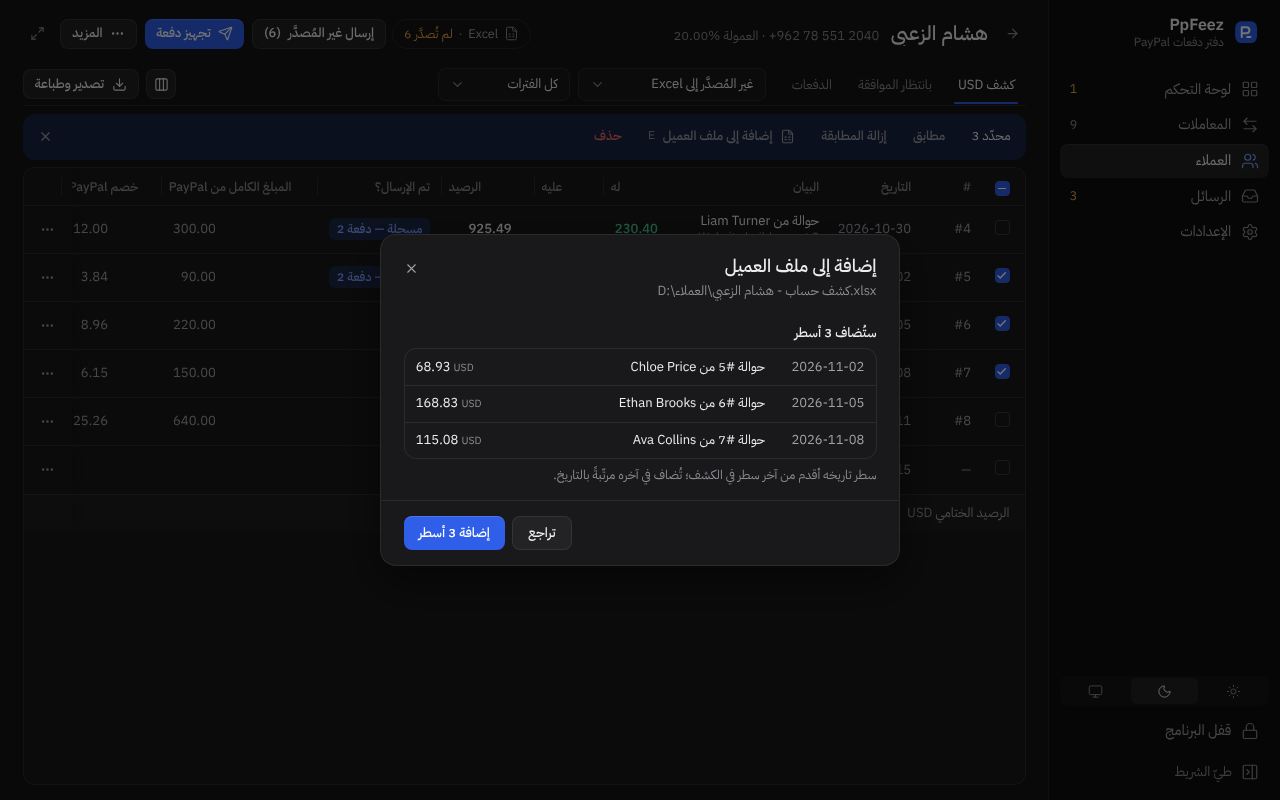 PpFeez
دفتر دفعات PayPal
لوحة التحكم 1
المعاملات 9
العملاء
الرسائل 3
الإعدادات
قفل البرنامج
طيّ الشريط
هشام الزعبي
+962 78 551 2040 · العمولة 20.00%
Excel · لم تُصدَّر 6
إرسال غير المُصدَّر (6)
تجهيز دفعة
المزيد
كشف USD
بانتظار الموافقة
الدفعات
غير المُصدَّر إلى Excel
كل الفترات
تصدير وطباعة
محدّد 3
مطابق
إزالة المطابقة
إضافة إلى ملف العميل E
حذف
# التاريخ البيان له عليه الرصيد تم الإرسال؟ المبلغ الكامل من PayPal خصم PayPal
#4 2026-10-30 حوالة من Liam Turner 230.40 925.49 مسجلة — دفعة 2 300.00 12.00
#5 02 — دفعة 2 90.00 3.84
#6 05 220.00 8.96
#7 08 150.00 6.15
#8 11 640.00 25.26
— 15
الرصيد الختامي USD
إضافة إلى ملف العميل
D:\العملاء\كشف حساب - هشام الزعبي.xlsx
ستُضاف 3 أسطر
2026-11-02 حوالة #5 من Chloe Price 68.93 USD
2026-11-05 حوالة #6 من Ethan Brooks 168.83 USD
2026-11-08 حوالة #7 من Ava Collins 115.08 USD
سطر تاريخه أقدم من آخر سطر في الكشف؛ تُضاف في آخره مرتّبةً بالتاريخ.
تراجع
إضافة 3 أسطر